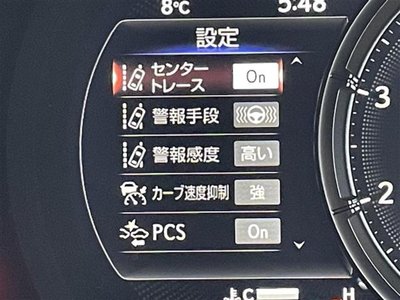 8℃ 5:48
設定
センター
トレース On
警報手段
警報感度 高い
カーブ速度抑制 強
PCS On
3
2
C H